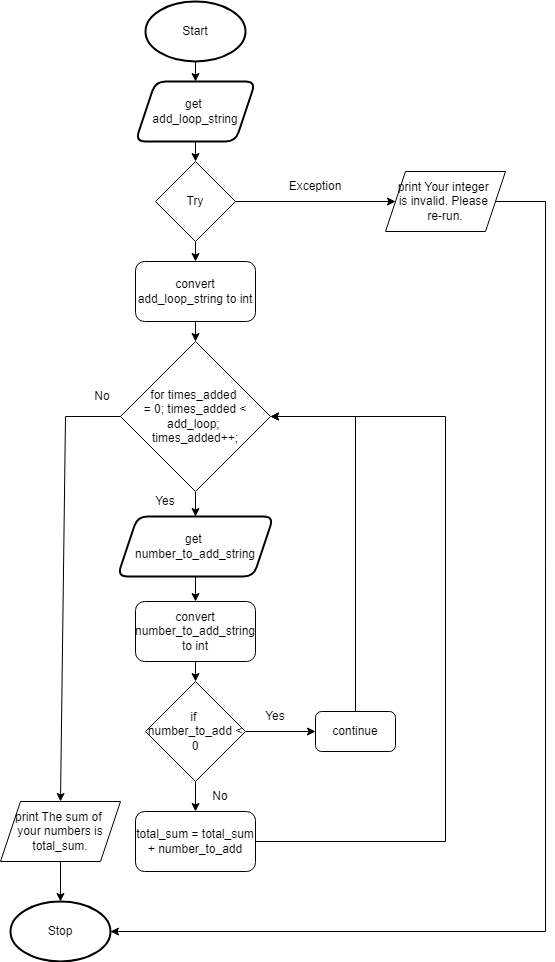 Start
get
add_loop_string
Try
Exception
print Your integer
is invalid. Please
re-run.
convert
add_loop_string to int
No
for times_added
= 0; times_added <
add_loop;
times_added++;
Yes
get
number_to_add_string
convert
number_to_add_string
to int
if
number_to_add <
0
Yes
continue
No
print The sum of
your numbers is
total_sum.
total_sum = total_sum
+ number_to_add
Stop